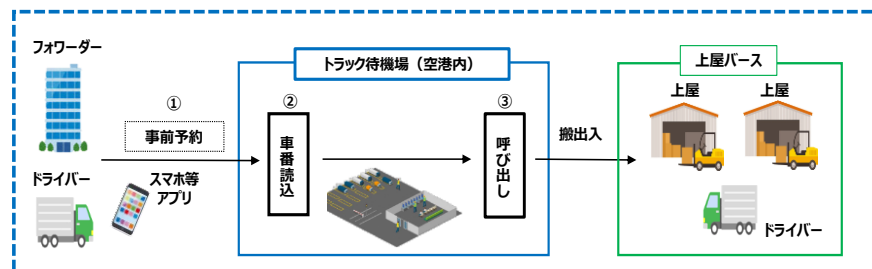 フォワーダー
①
事前予約
ドライバー
スマホ等
アプリ
トラック待機場（空港内）
②
車番読込
③
呼び出し
搬出入
上屋バース
上屋
上屋
ドライバー